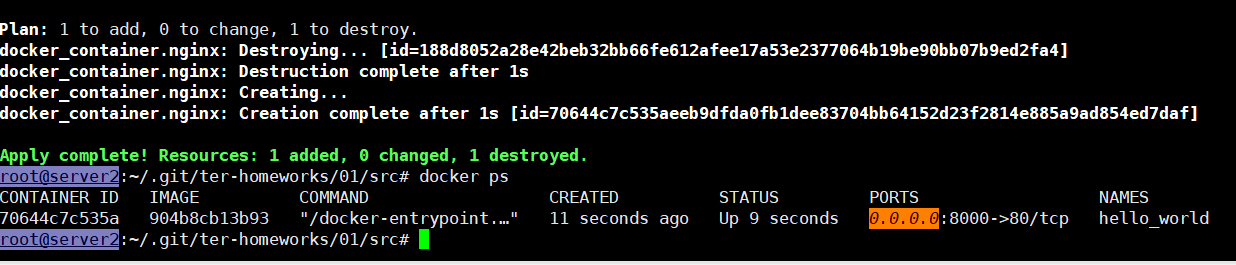 Plan: 1 to add, 0 to change, 1 to destroy.
docker_container.nginx: Destroying... [id=188d8052a28e42beb32bb66fe612afee17a53e2377064b19be90bb07b9ed2fa4]
docker_container.nginx: Destruction complete after 1s
docker_container.nginx: Creating...
docker_container.nginx: Creation complete after 1s [id=70644c7c535aeeb9dfda0fb1dee83704bb64152d23f2814e885a9ad854ed7daf]
Apply complete! Resources: 1 added, 0 changed, 1 destroyed.
root@server2:~/.git/ter-homeworks/01/src# docker ps
CONTAINER ID   IMAGE          COMMAND                  CREATED          STATUS         PORTS                  NAMES
70644c7c535a   904b8cb13b93   "/docker-entrypoint.…"   11 seconds ago   Up 9 seconds   0.0.0.0:8000->80/tcp   hello_world
root@server2:~/.git/ter-homeworks/01/src#